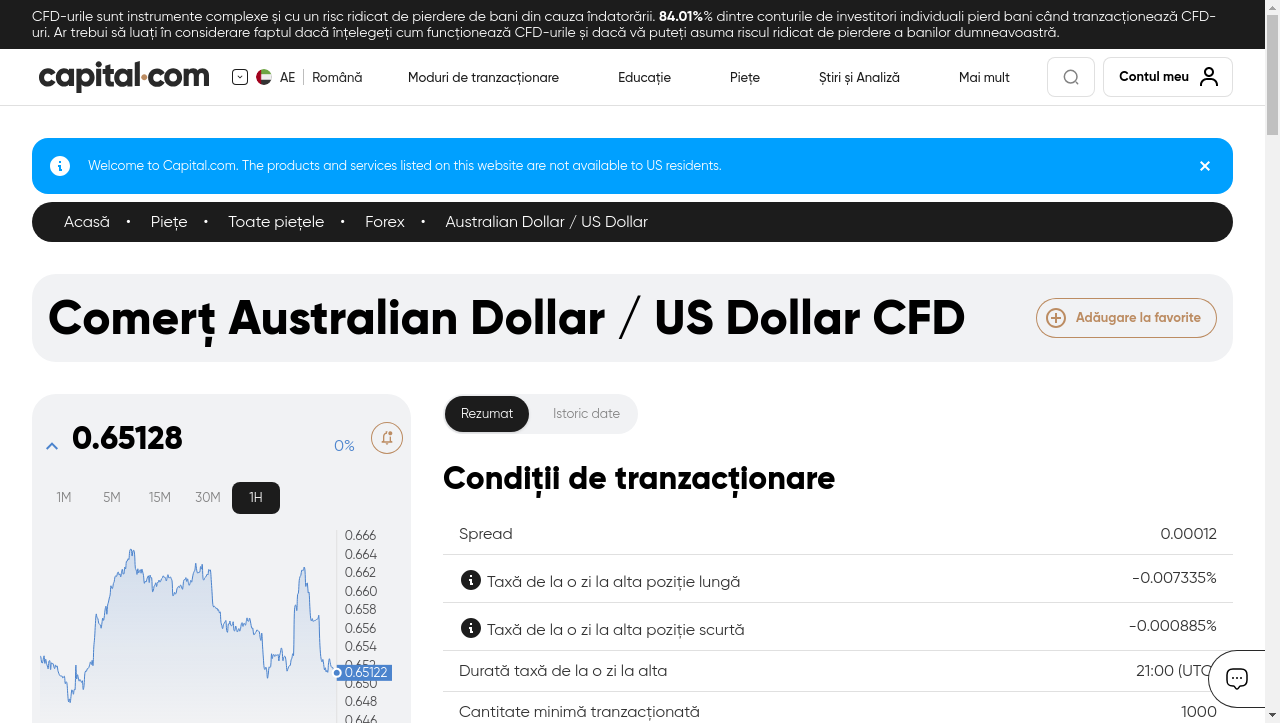 CFD-urile sunt instrumente complexe și cu un risc ridicat de pierdere de bani din cauza îndatorării. 84.01%% dintre conturile de investitori individuali pierd bani când tranzacționează CFD-
uri. Ar trebui să luați în considerare faptul dacă înțelegeți cum funcționează CFD-urile și dacă vă puteți asuma riscul ridicat de pierdere a banilor dumneavoastră.
capital.com
AE Română
Moduri de tranzacționare
Educație
Piețe
Știri și Analiză
Mai mult
Contul meu
Welcome to Capital.com. The products and services listed on this website are not available to US residents.
Acasă • Piețe • Toate piețele • Forex • Australian Dollar / US Dollar
Comerț Australian Dollar / US Dollar CFD
Adăugare la favorite
0.65128
0%
1M 5M 15M 30M 1H
0.666
0.664
0.662
0.660
0.658
0.656
0.654
0.652
0.65122
0.650
0.648
0.646
Rezumat Istoric date
Condiții de tranzacționare
Spread 0.00012
Taxă de la o zi la alta poziție lungă -0.007335%
Taxă de la o zi la alta poziție scurtă -0.000885%
Durată taxă de la o zi la alta 21:00 (UTC
Cantitate minimă tranzacționată 1000